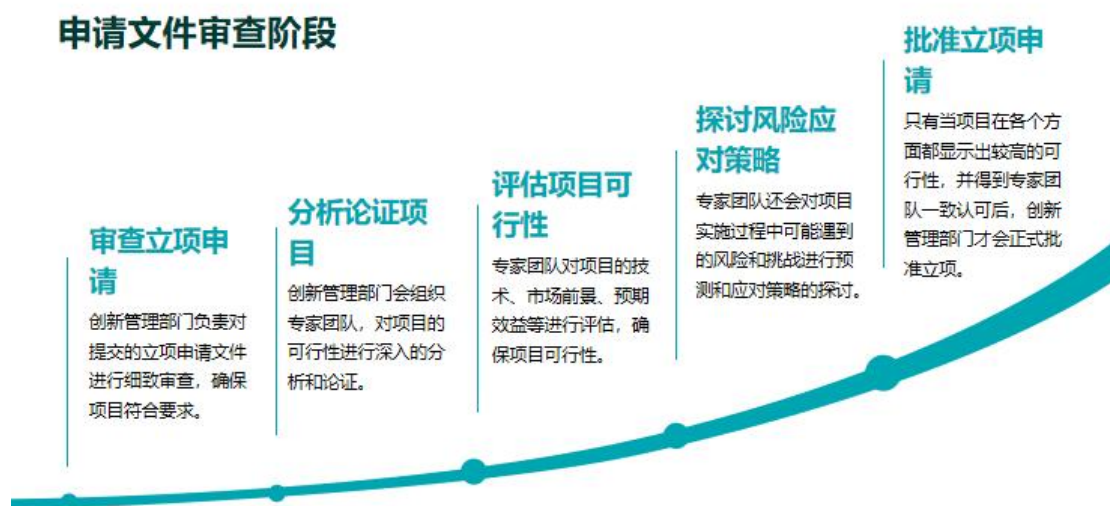 申请文件审查阶段
审查立项申
请
创新管理部门负责对
提交的立项申请文件
进行细致审查，确保
项目符合要求。
分析论证项
目
创新管理部门会组织
专家团队，对项目的
可行性进行深入的分
析和论证。
评估项目可
行性
专家团队对项目的技
术、市场前景、预期
效益等进行评估，确
保项目可行性。
探讨风险应
对策略
专家团队还会对项目
实施过程中可能遇到
的风险和挑战进行预
测和应对策略的探讨。
批准立项申
请
只有当项目在各个方
面都显示出较高的可
行性，并得到专家团
队一致认可后，创新
管理部门才会正式批
准立项。